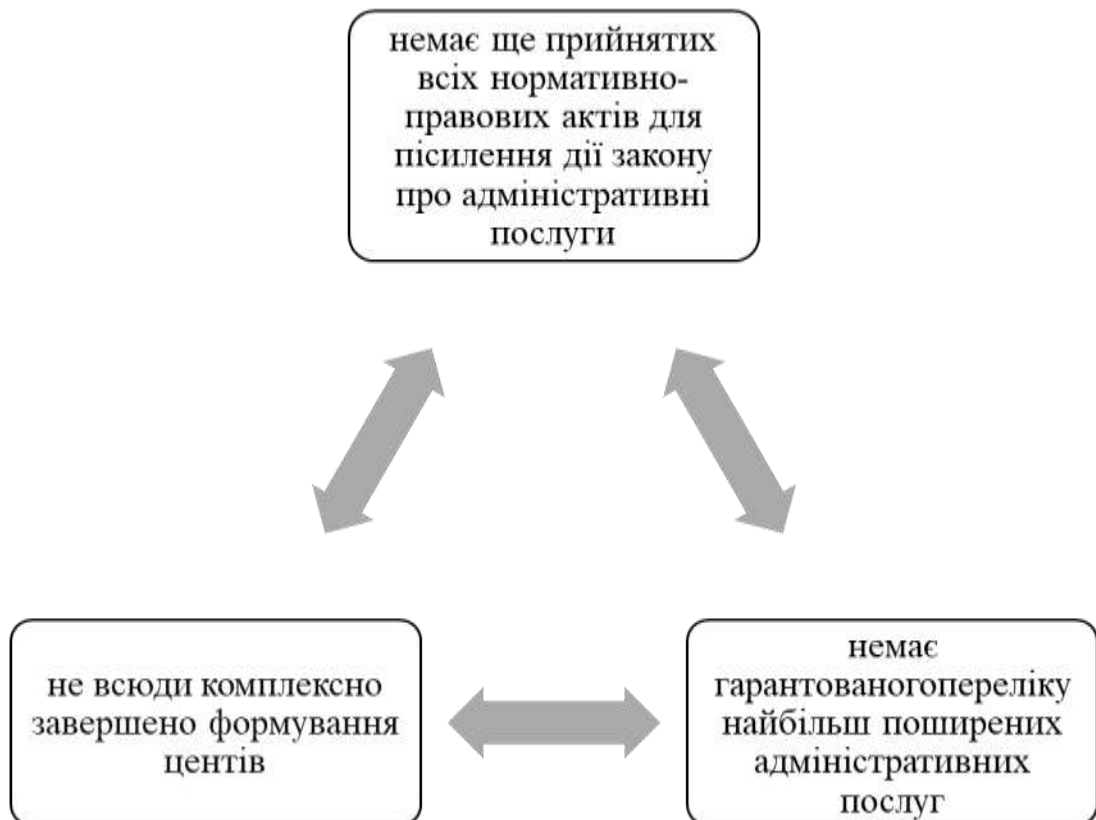 немає ще прийнятих
всіх нормативно-
правових актів для
пісилення дії закону
про адміністративні
послуги
не всюди комплексно
завершено формування
центів
немає
гарантованогопереліку
найбільш поширених
адміністративних
послуг